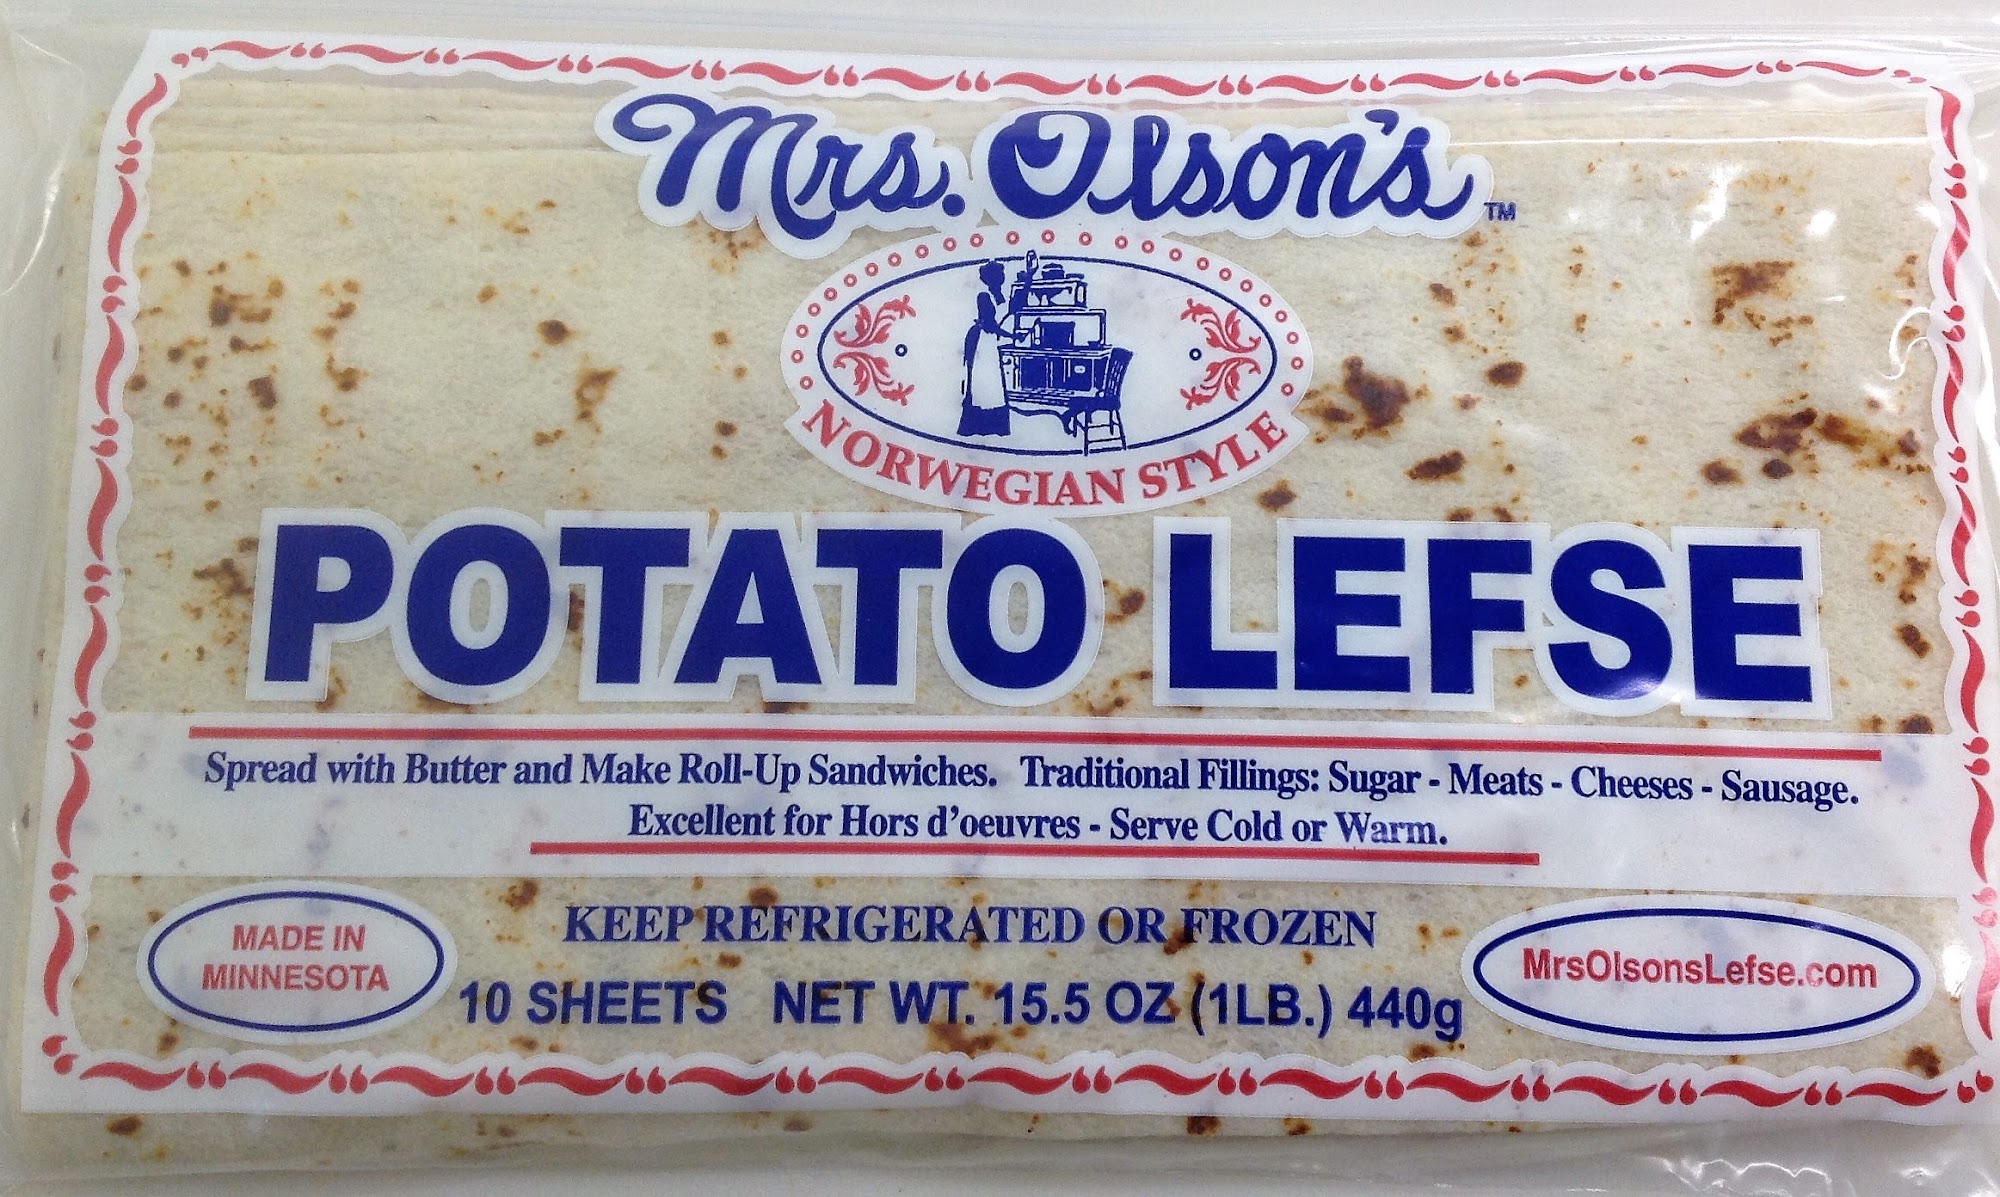 Mrs. Olson's™
NORWEGIAN STYLE
POTATO LEFSE
Spread with Butter and Make Roll-Up Sandwiches. Traditional Fillings: Sugar - Meats - Cheeses - Sausage.
Excellent for Hors d'oeuvres - Serve Cold or Warm.
MADE IN
MINNESOTA
KEEP REFRIGERATED OR FROZEN
10 SHEETS NET WT. 15.5 OZ (1LB.) 440g
MrsOlsonsLefse.com